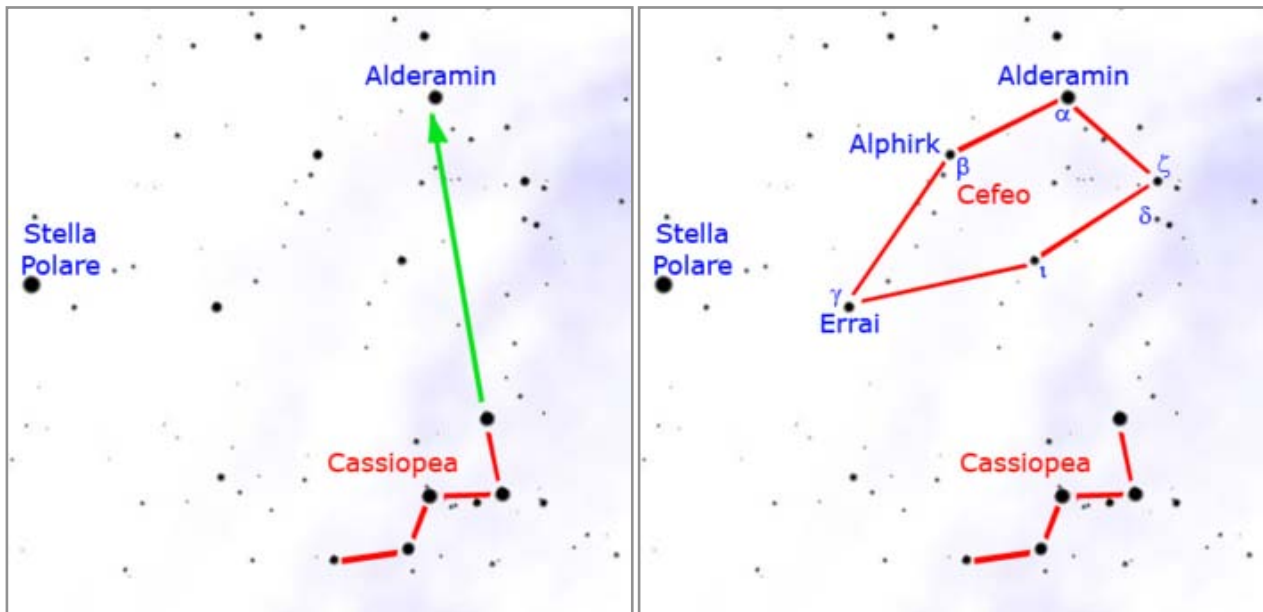 Alderamin
Stella
Polare
Cassiopea
Alderamin
α
Alphirk
β
ζ
Cefeo
δ
Stella
Polare
ι
γ
Errai
Cassiopea